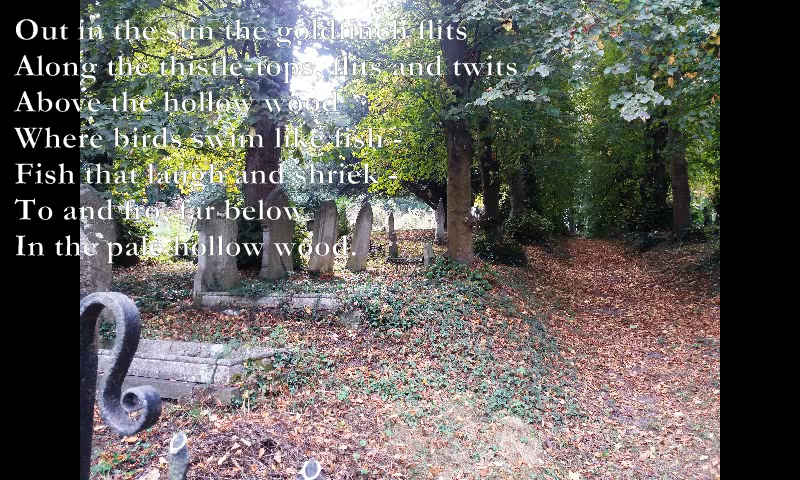 Out in the sun the goldfinch flits
Along the thistle-tops, flits and twits
Above the hollow wood
Where birds swim like fish -
Fish that laugh and shriek -
To and fro, far below
In the pale hollow wood.